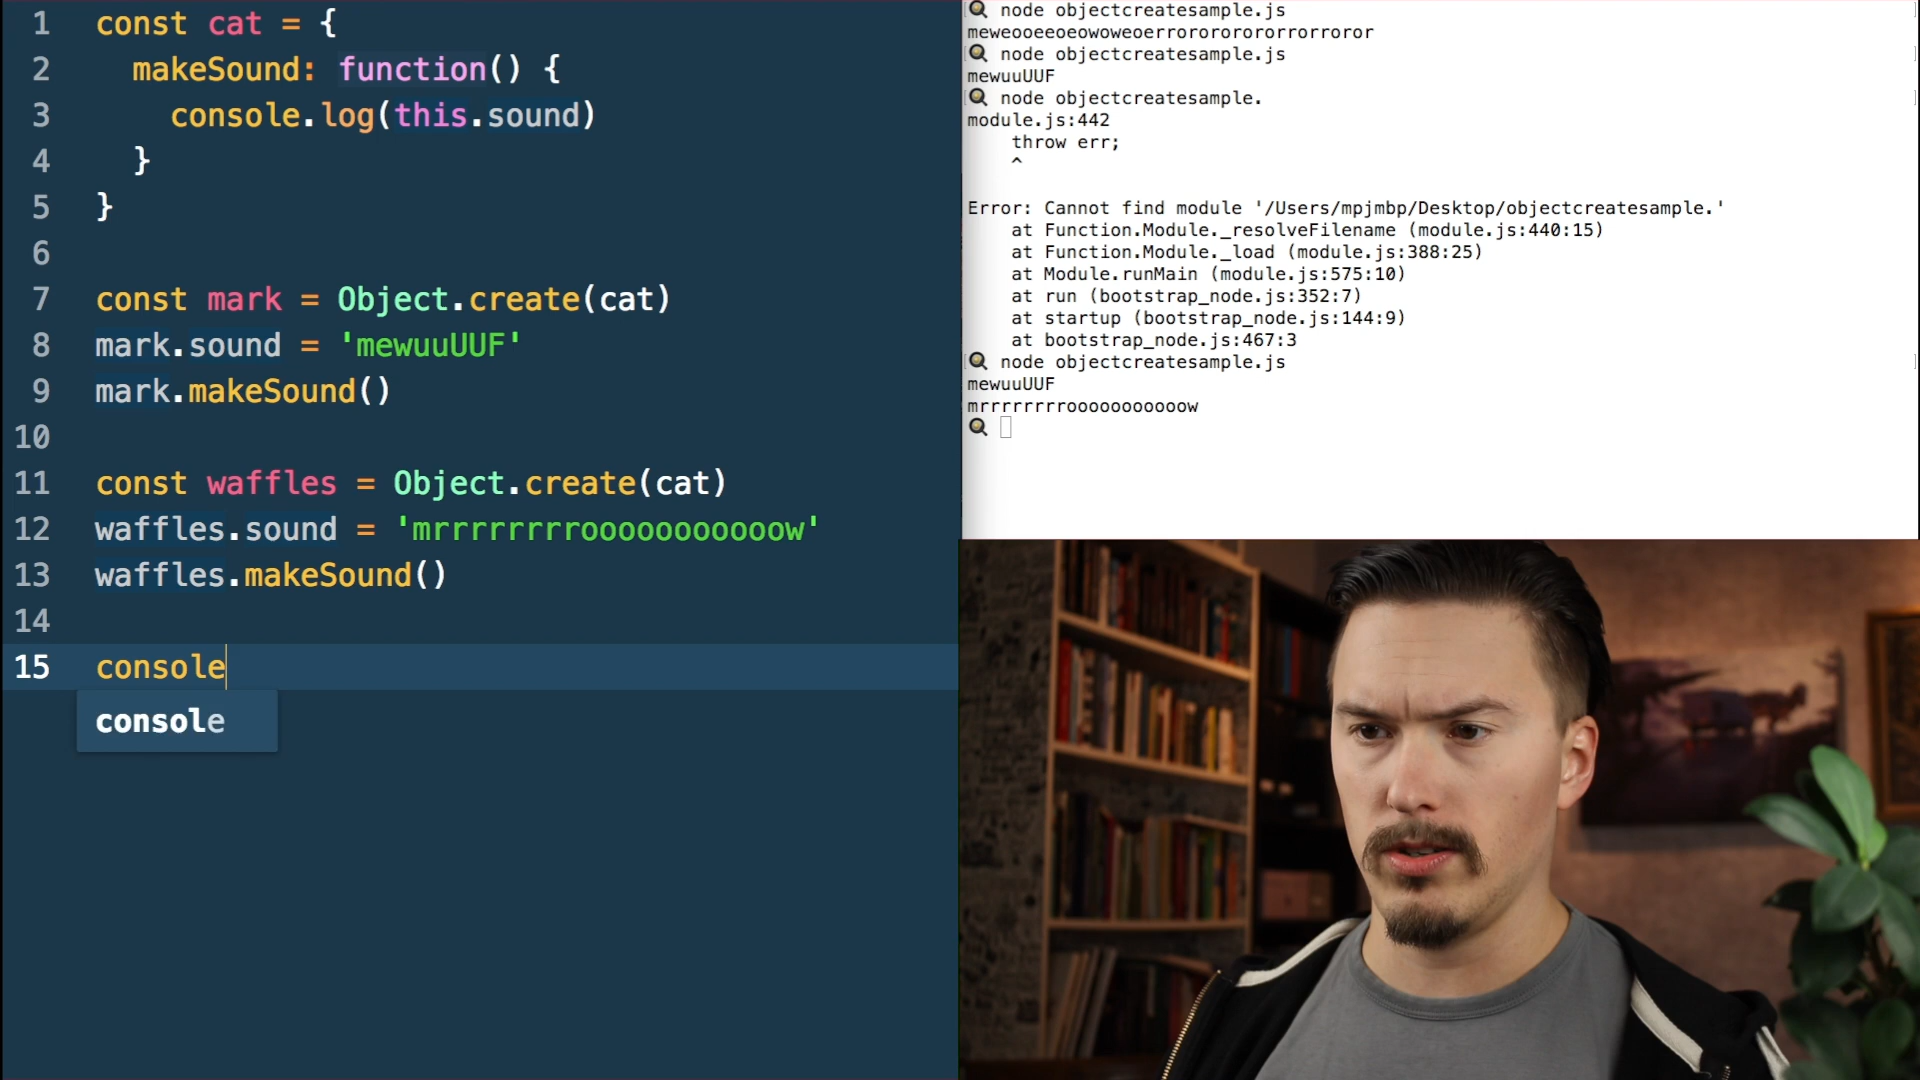 1 const cat = {
2 makeSound: function() {
3 console.log(this.sound)
4 }
5 }
6
7 const mark = Object.create(cat)
8 mark.sound = 'mewuuUUF'
9 mark.makeSound()
10
11 const waffles = Object.create(cat)
12 waffles.sound = 'mrrrrrrrrooooooooooow'
13 waffles.makeSound()
14
15 console
console
node objectcreatesample.js
meweooeeoeowoweoerrororororrorroror
node objectcreatesample.js
mewuuUUF
node objectcreatesample.
module.js:442
throw err;
^
Error: Cannot find module '/Users/mpjmbp/Desktop/objectcreatesample.'
at Function.Module._resolveFilename (module.js:440:15)
at Function.Module._load (module.js:388:25)
at Module.runMain (module.js:575:10)
at run (bootstrap_node.js:352:7)
at startup (bootstrap_node.js:144:9)
at bootstrap_node.js:467:3
node objectcreatesample.js
mewuuUUF
mrrrrrrrrooooooooooow